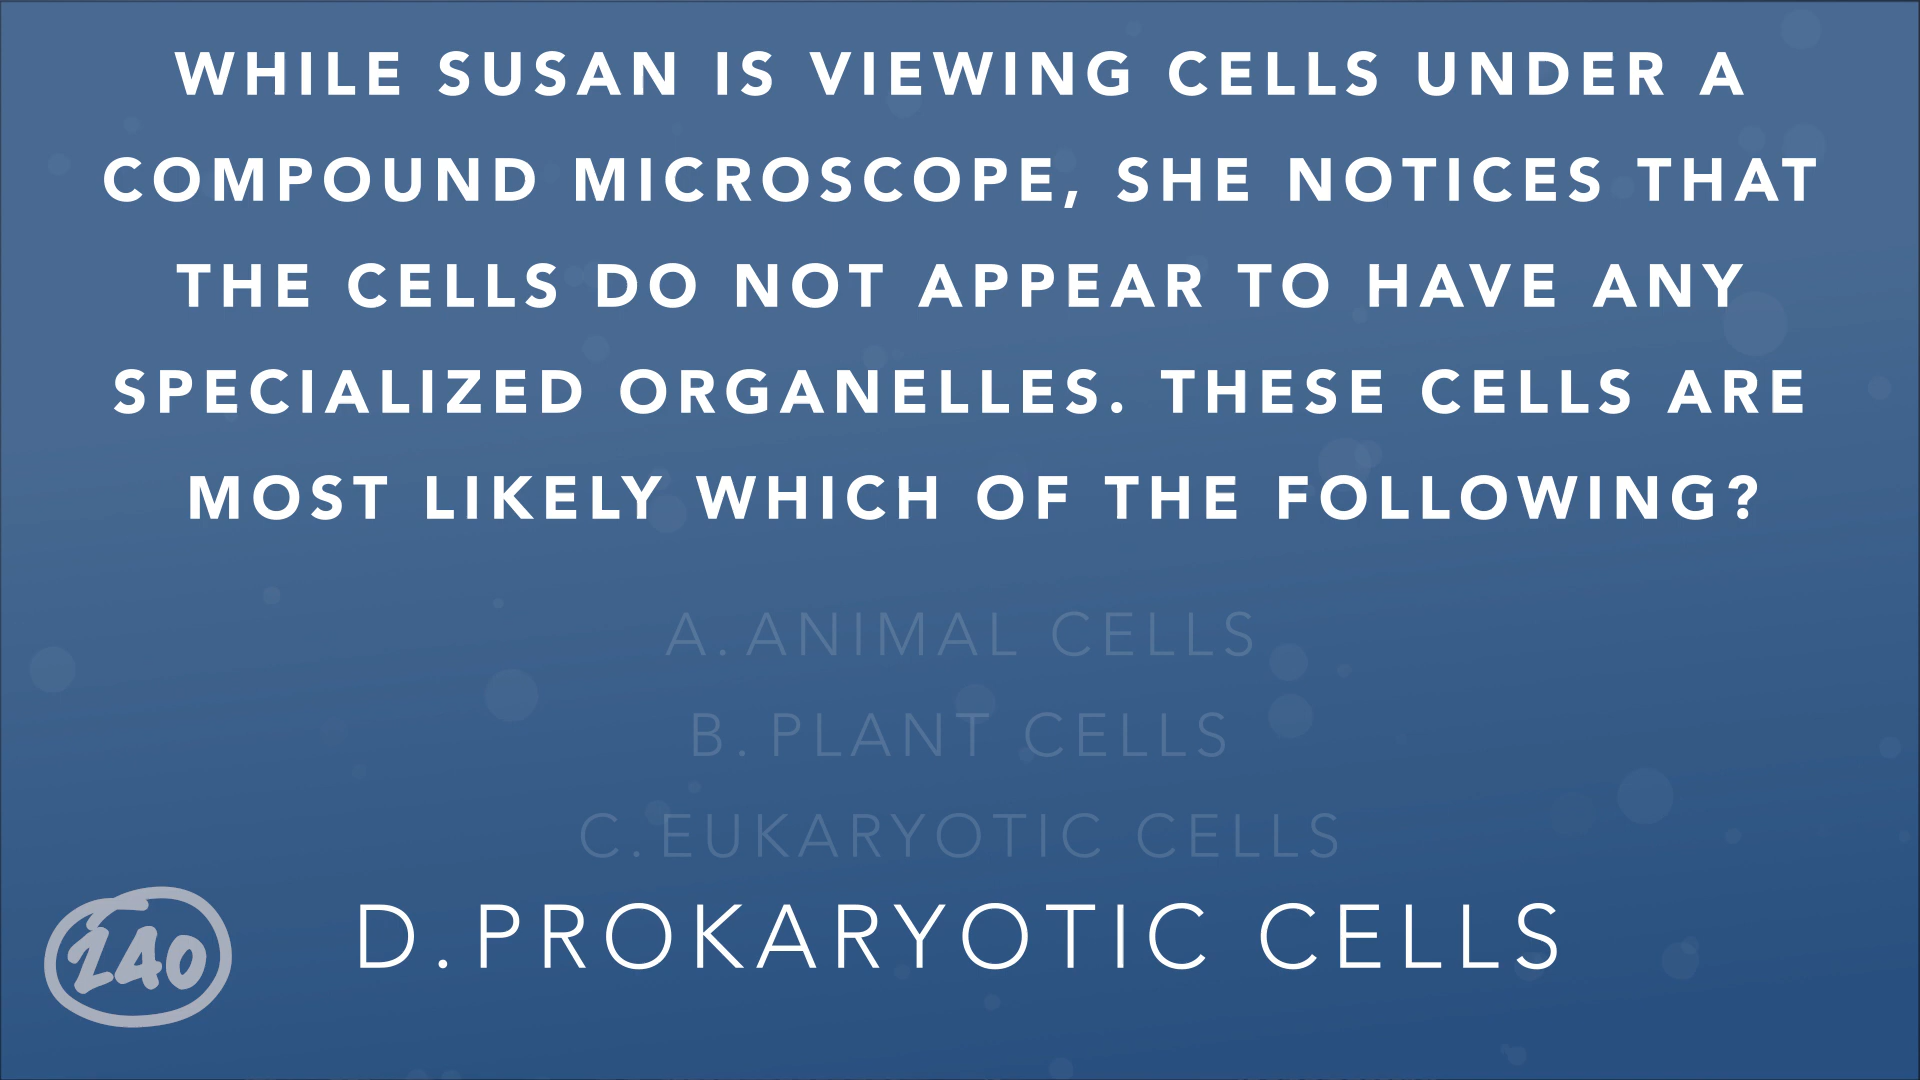 WHILE SUSAN IS VIEWING CELLS UNDER A
COMPOUND MICROSCOPE, SHE NOTICES THAT
THE CELLS DO NOT APPEAR TO HAVE ANY
SPECIALIZED ORGANELLES. THESE CELLS ARE
MOST LIKELY WHICH OF THE FOLLOWING?
A. ANIMAL CELLS
B. PLANT CELLS
C. EUKARYOTIC CELLS
D. PROKARYOTIC CELLS
240